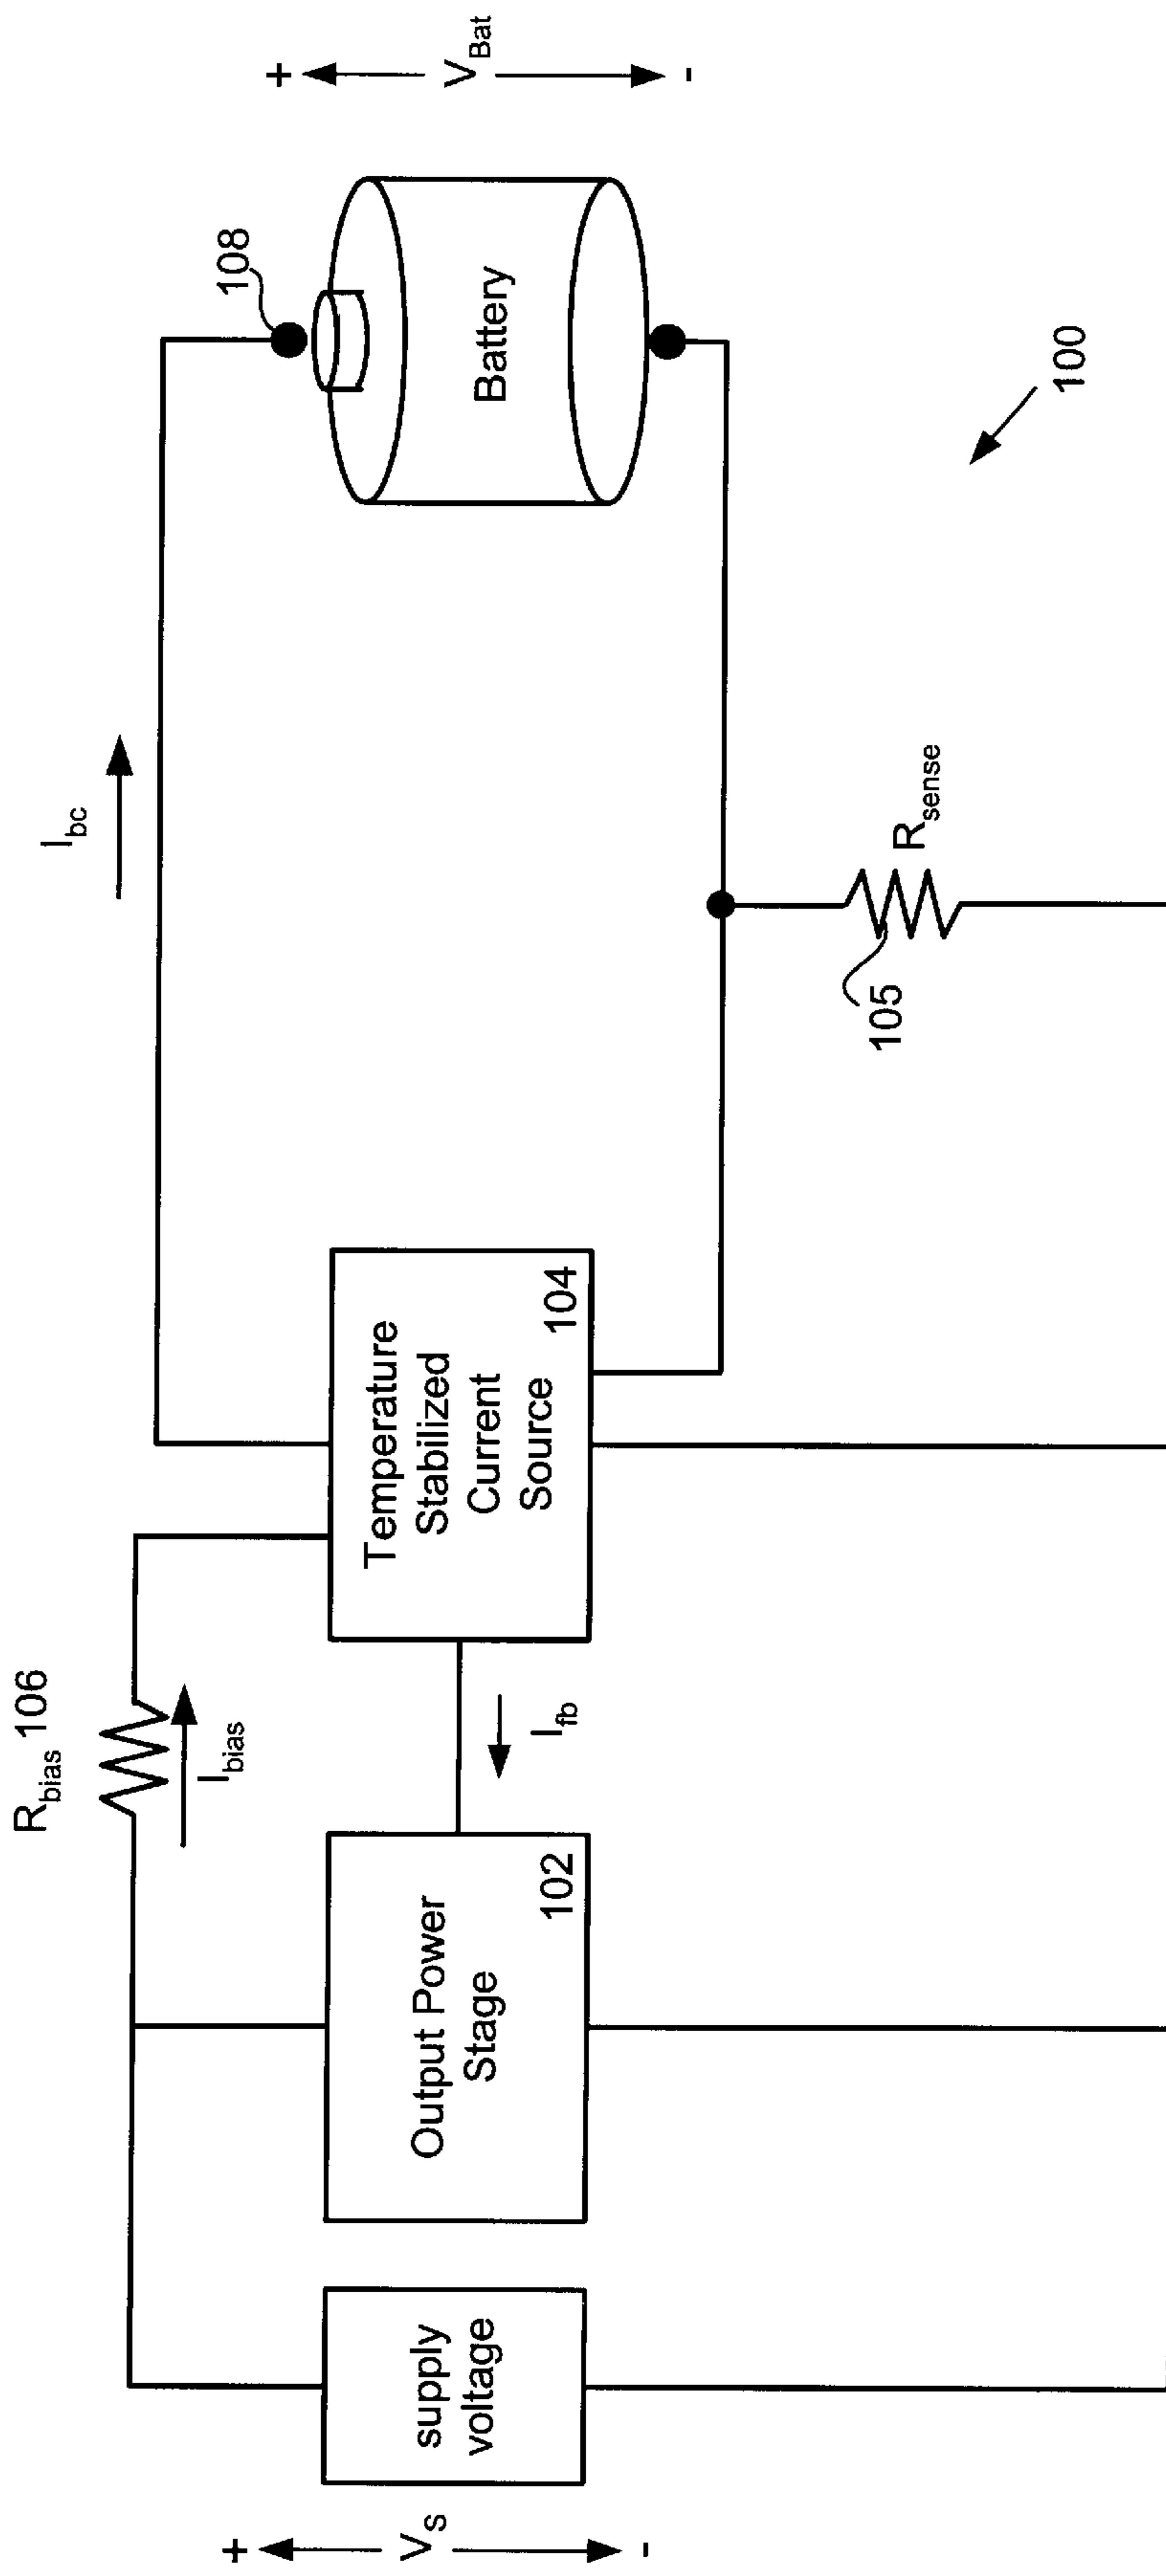 R_bias 106
I_bias
I_bc
108
+
V_Bat
-
+
V_S
-
supply
voltage
Output Power
Stage
102
I_fb
Temperature
Stabilized
Current
Source
104
Battery
105
R_sense
100